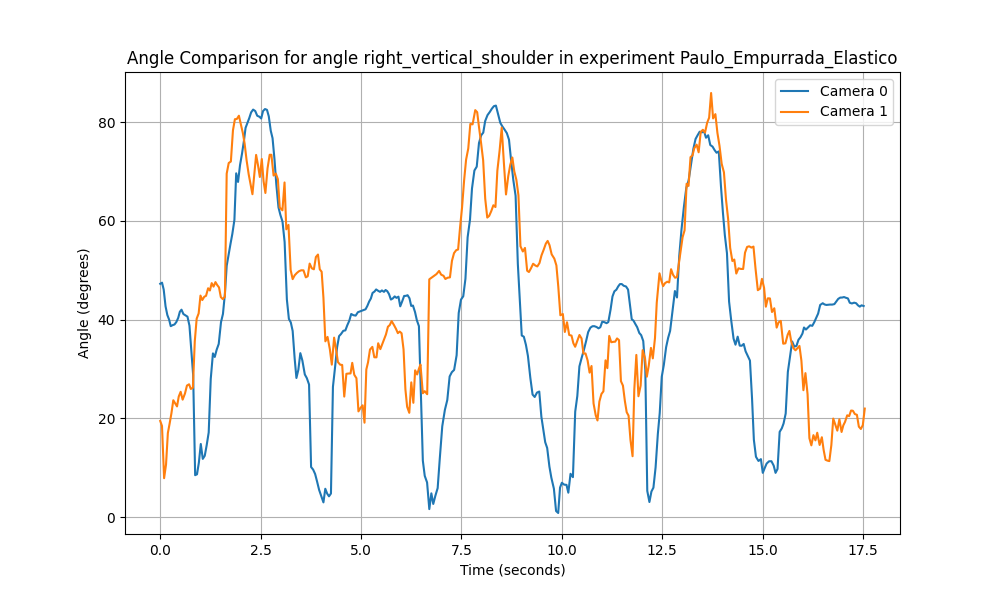 Angle Comparison for angle right_vertical_shoulder in experiment Paulo_Empurrada_Elastico
Camera 0
Camera 1
Angle (degrees)
80
60
40
20
0
0.0 2.5 5.0 7.5 10.0 12.5 15.0 17.5
Time (seconds)